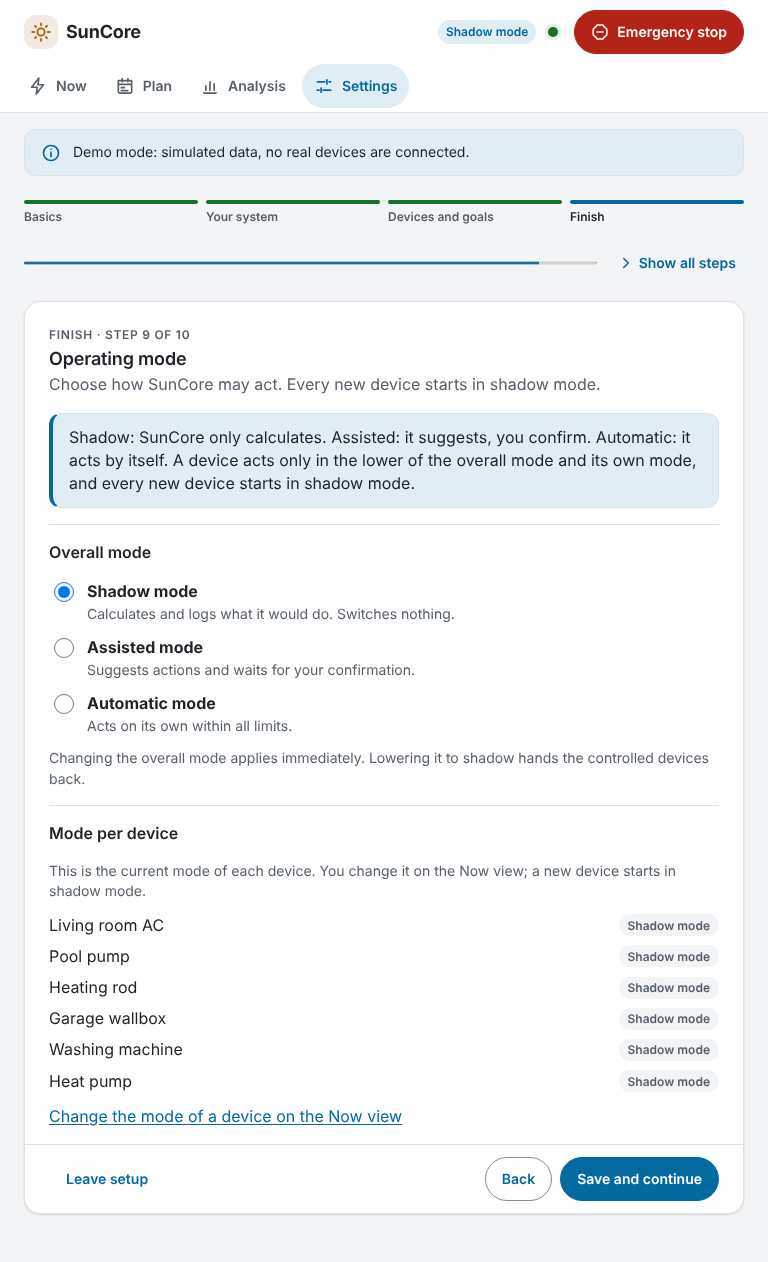 SunCore
Shadow mode
Emergency stop
Now
Plan
Analysis
Settings
Demo mode: simulated data, no real devices are connected.
Basics
Your system
Devices and goals
Finish
Show all steps
FINISH · STEP 9 OF 10
Operating mode
Choose how SunCore may act. Every new device starts in shadow mode.
Shadow: SunCore only calculates. Assisted: it suggests, you confirm. Automatic: it
acts by itself. A device acts only in the lower of the overall mode and its own mode,
and every new device starts in shadow mode.
Overall mode
Shadow mode
Calculates and logs what it would do. Switches nothing.
Assisted mode
Suggests actions and waits for your confirmation.
Automatic mode
Acts on its own within all limits.
Changing the overall mode applies immediately. Lowering it to shadow hands the controlled devices
back.
Mode per device
This is the current mode of each device. You change it on the Now view; a new device starts in
shadow mode.
Living room AC Shadow mode
Pool pump Shadow mode
Heating rod Shadow mode
Garage wallbox Shadow mode
Washing machine Shadow mode
Heat pump Shadow mode
Change the mode of a device on the Now view
Leave setup
Back
Save and continue